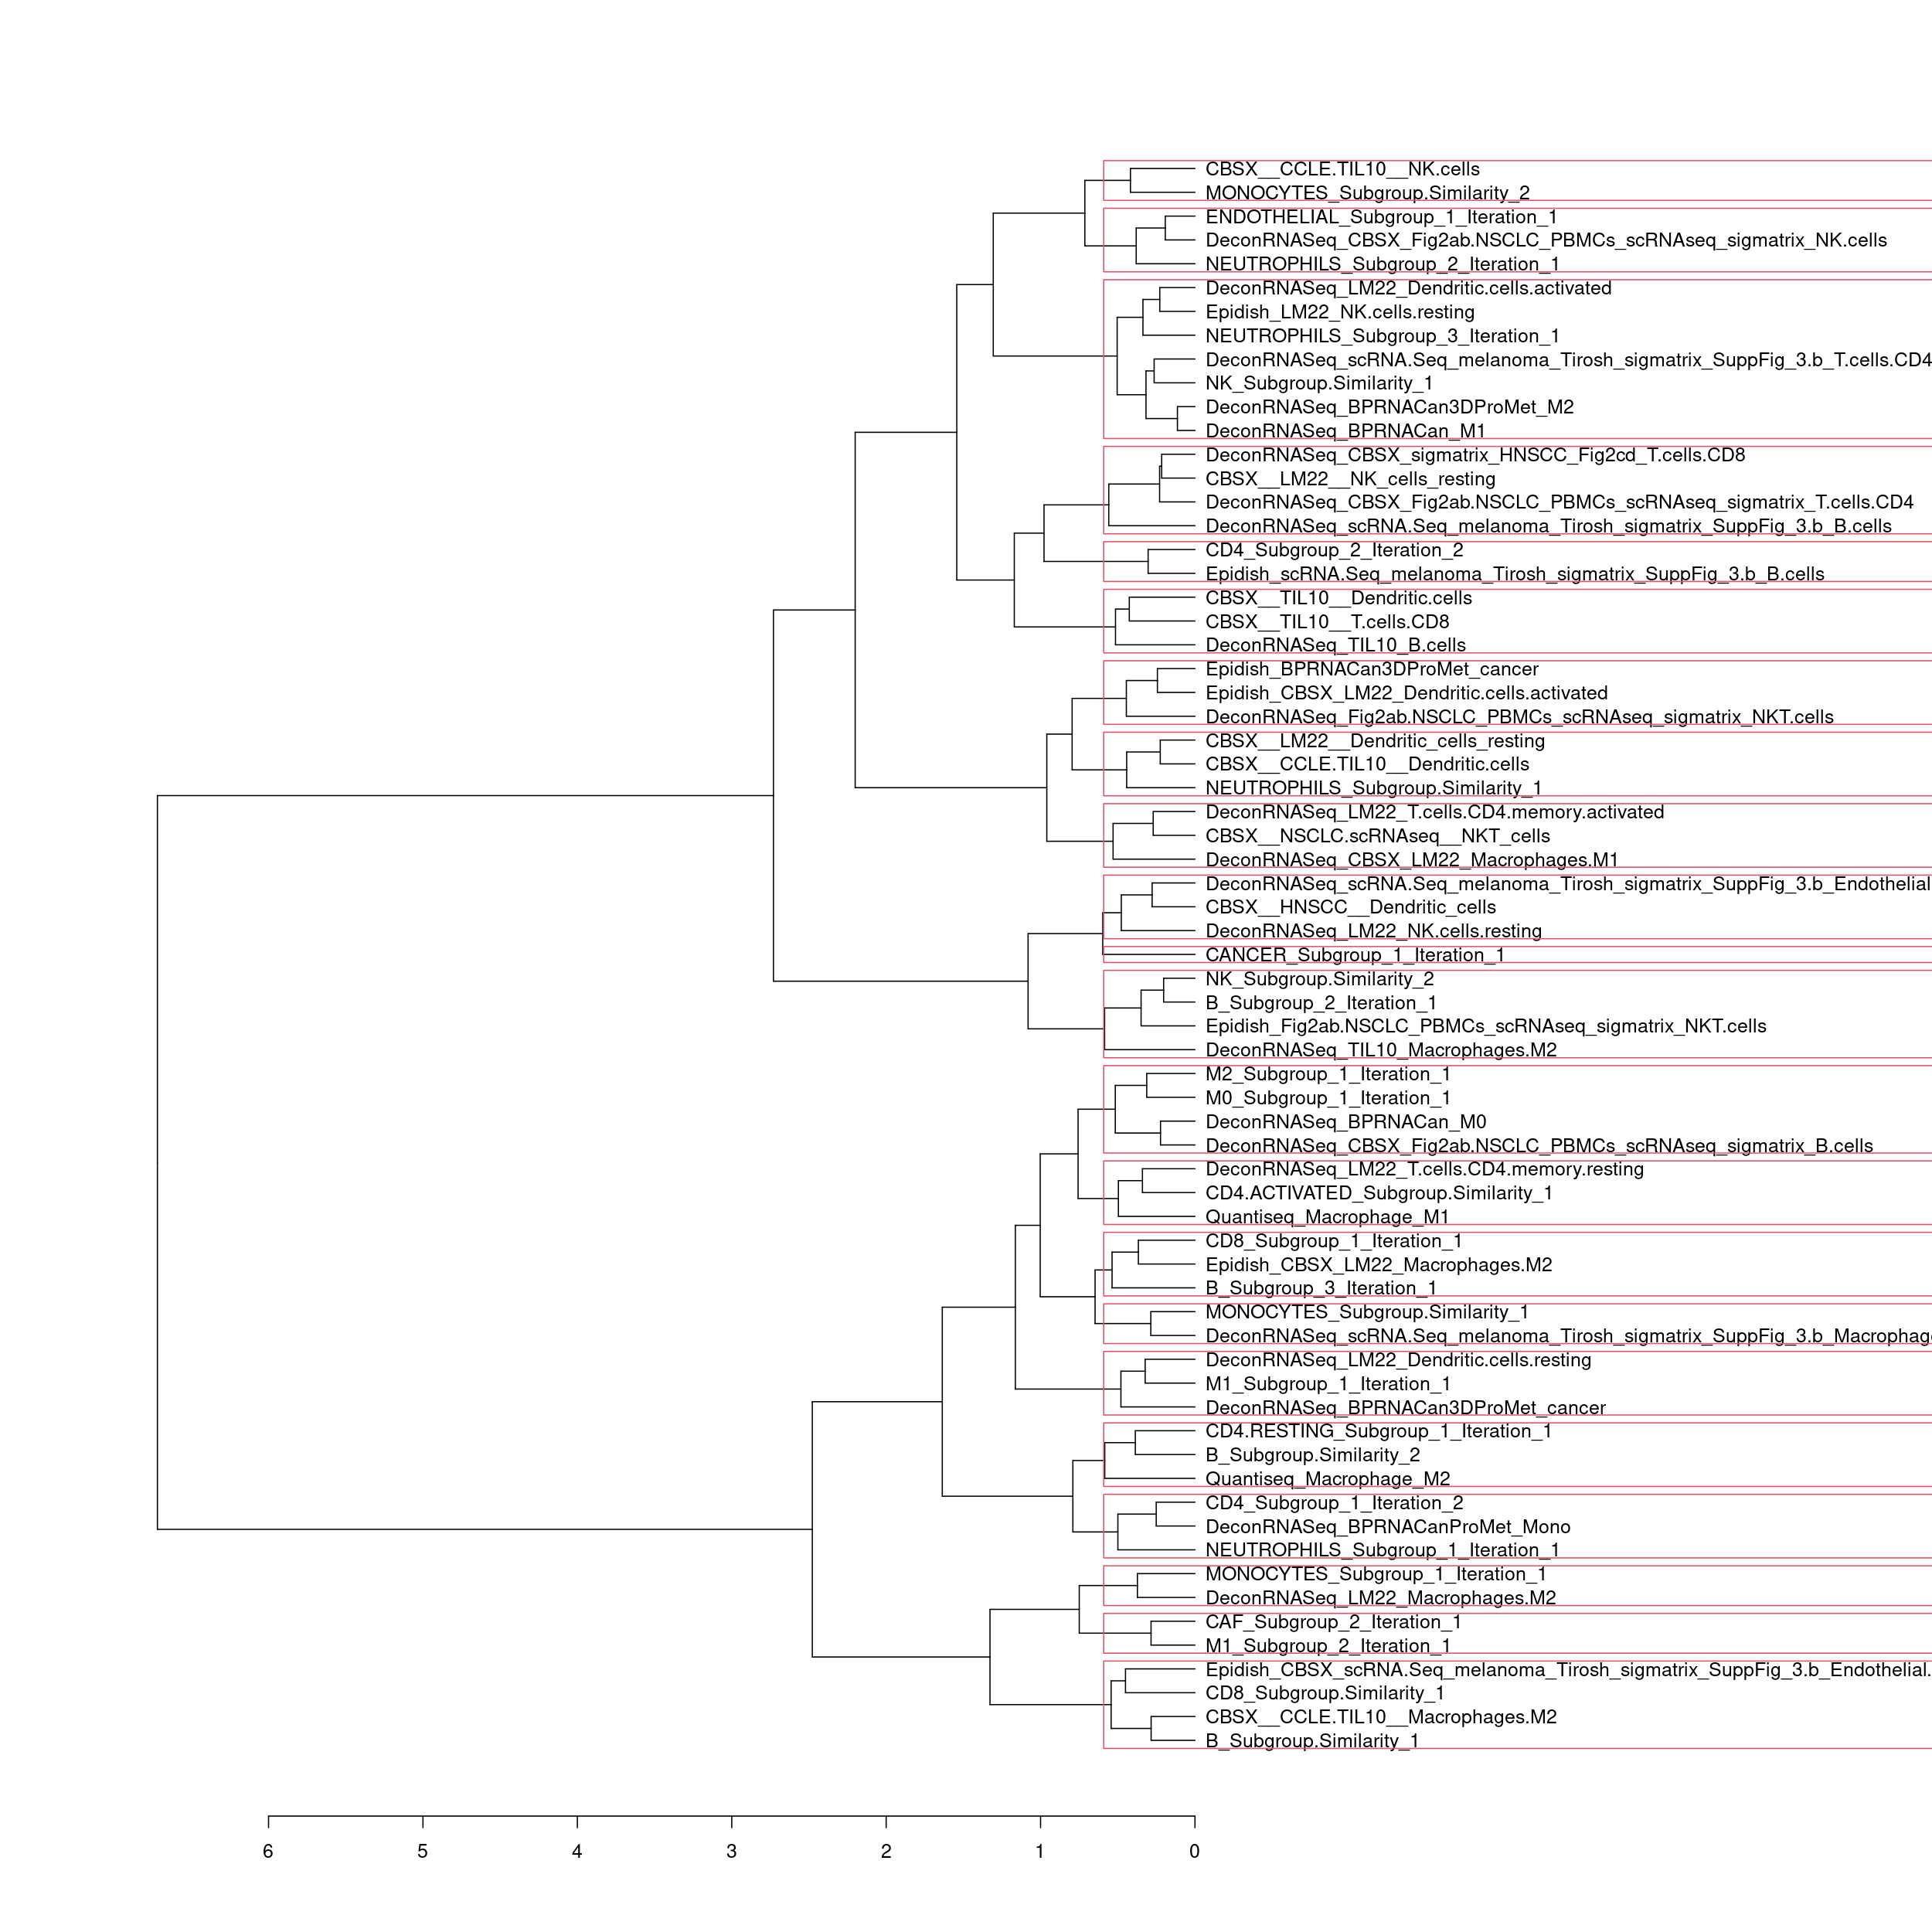 CBSX__CCLE.TIL10__NK.cells
MONOCYTES_Subgroup.Similarity_2
ENDOTHELIAL_Subgroup_1_Iteration_1
DeconRNASeq_CBSX_Fig2ab.NSCLC_PBMCs_scRNAseq_sigmatrix_NK.cells
NEUTROPHILS_Subgroup_2_Iteration_1
DeconRNASeq_LM22_Dendritic.cells.activated
Epidish_LM22_NK.cells.resting
NEUTROPHILS_Subgroup_3_Iteration_1
DeconRNASeq_scRNA.Seq_melanoma_Tirosh_sigmatrix_SuppFig_3.b_T.cells.CD4
NK_Subgroup.Similarity_1
DeconRNASeq_BPRNACan3DProMet_M2
DeconRNASeq_BPRNACan_M1
DeconRNASeq_CBSX_sigmatrix_HNSCC_Fig2cd_T.cells.CD8
CBSX__LM22__NK_cells_resting
DeconRNASeq_CBSX_Fig2ab.NSCLC_PBMCs_scRNAseq_sigmatrix_T.cells.CD4
DeconRNASeq_scRNA.Seq_melanoma_Tirosh_sigmatrix_SuppFig_3.b_B.cells
CD4_Subgroup_2_Iteration_2
Epidish_scRNA.Seq_melanoma_Tirosh_sigmatrix_SuppFig_3.b_B.cells
CBSX__TIL10__Dendritic.cells
CBSX__TIL10__T.cells.CD8
DeconRNASeq_TIL10_B.cells
Epidish_BPRNACan3DProMet_cancer
Epidish_CBSX_LM22_Dendritic.cells.activated
DeconRNASeq_Fig2ab.NSCLC_PBMCs_scRNAseq_sigmatrix_NKT.cells
CBSX__LM22__Dendritic_cells_resting
CBSX__CCLE.TIL10__Dendritic.cells
NEUTROPHILS_Subgroup.Similarity_1
DeconRNASeq_LM22_T.cells.CD4.memory.activated
CBSX__NSCLC.scRNAseq__NKT_cells
DeconRNASeq_CBSX_LM22_Macrophages.M1
DeconRNASeq_scRNA.Seq_melanoma_Tirosh_sigmatrix_SuppFig_3.b_Endothelial
CBSX__HNSCC__Dendritic_cells
DeconRNASeq_LM22_NK.cells.resting
CANCER_Subgroup_1_Iteration_1
NK_Subgroup.Similarity_2
B_Subgroup_2_Iteration_1
Epidish_Fig2ab.NSCLC_PBMCs_scRNAseq_sigmatrix_NKT.cells
DeconRNASeq_TIL10_Macrophages.M2
M2_Subgroup_1_Iteration_1
M0_Subgroup_1_Iteration_1
DeconRNASeq_BPRNACan_M0
DeconRNASeq_CBSX_Fig2ab.NSCLC_PBMCs_scRNAseq_sigmatrix_B.cells
DeconRNASeq_LM22_T.cells.CD4.memory.resting
CD4.ACTIVATED_Subgroup.Similarity_1
Quantiseq_Macrophage_M1
CD8_Subgroup_1_Iteration_1
Epidish_CBSX_LM22_Macrophages.M2
B_Subgroup_3_Iteration_1
MONOCYTES_Subgroup.Similarity_1
DeconRNASeq_scRNA.Seq_melanoma_Tirosh_sigmatrix_SuppFig_3.b_Macrophag
DeconRNASeq_LM22_Dendritic.cells.resting
M1_Subgroup_1_Iteration_1
DeconRNASeq_BPRNACan3DProMet_cancer
CD4.RESTING_Subgroup_1_Iteration_1
B_Subgroup.Similarity_2
Quantiseq_Macrophage_M2
CD4_Subgroup_1_Iteration_2
DeconRNASeq_BPRNACanProMet_Mono
NEUTROPHILS_Subgroup_1_Iteration_1
MONOCYTES_Subgroup_1_Iteration_1
DeconRNASeq_LM22_Macrophages.M2
CAF_Subgroup_2_Iteration_1
M1_Subgroup_2_Iteration_1
Epidish_CBSX_scRNA.Seq_melanoma_Tirosh_sigmatrix_SuppFig_3.b_Endothelial.
CD8_Subgroup.Similarity_1
CBSX__CCLE.TIL10__Macrophages.M2
B_Subgroup.Similarity_1
6 5 4 3 2 1 0